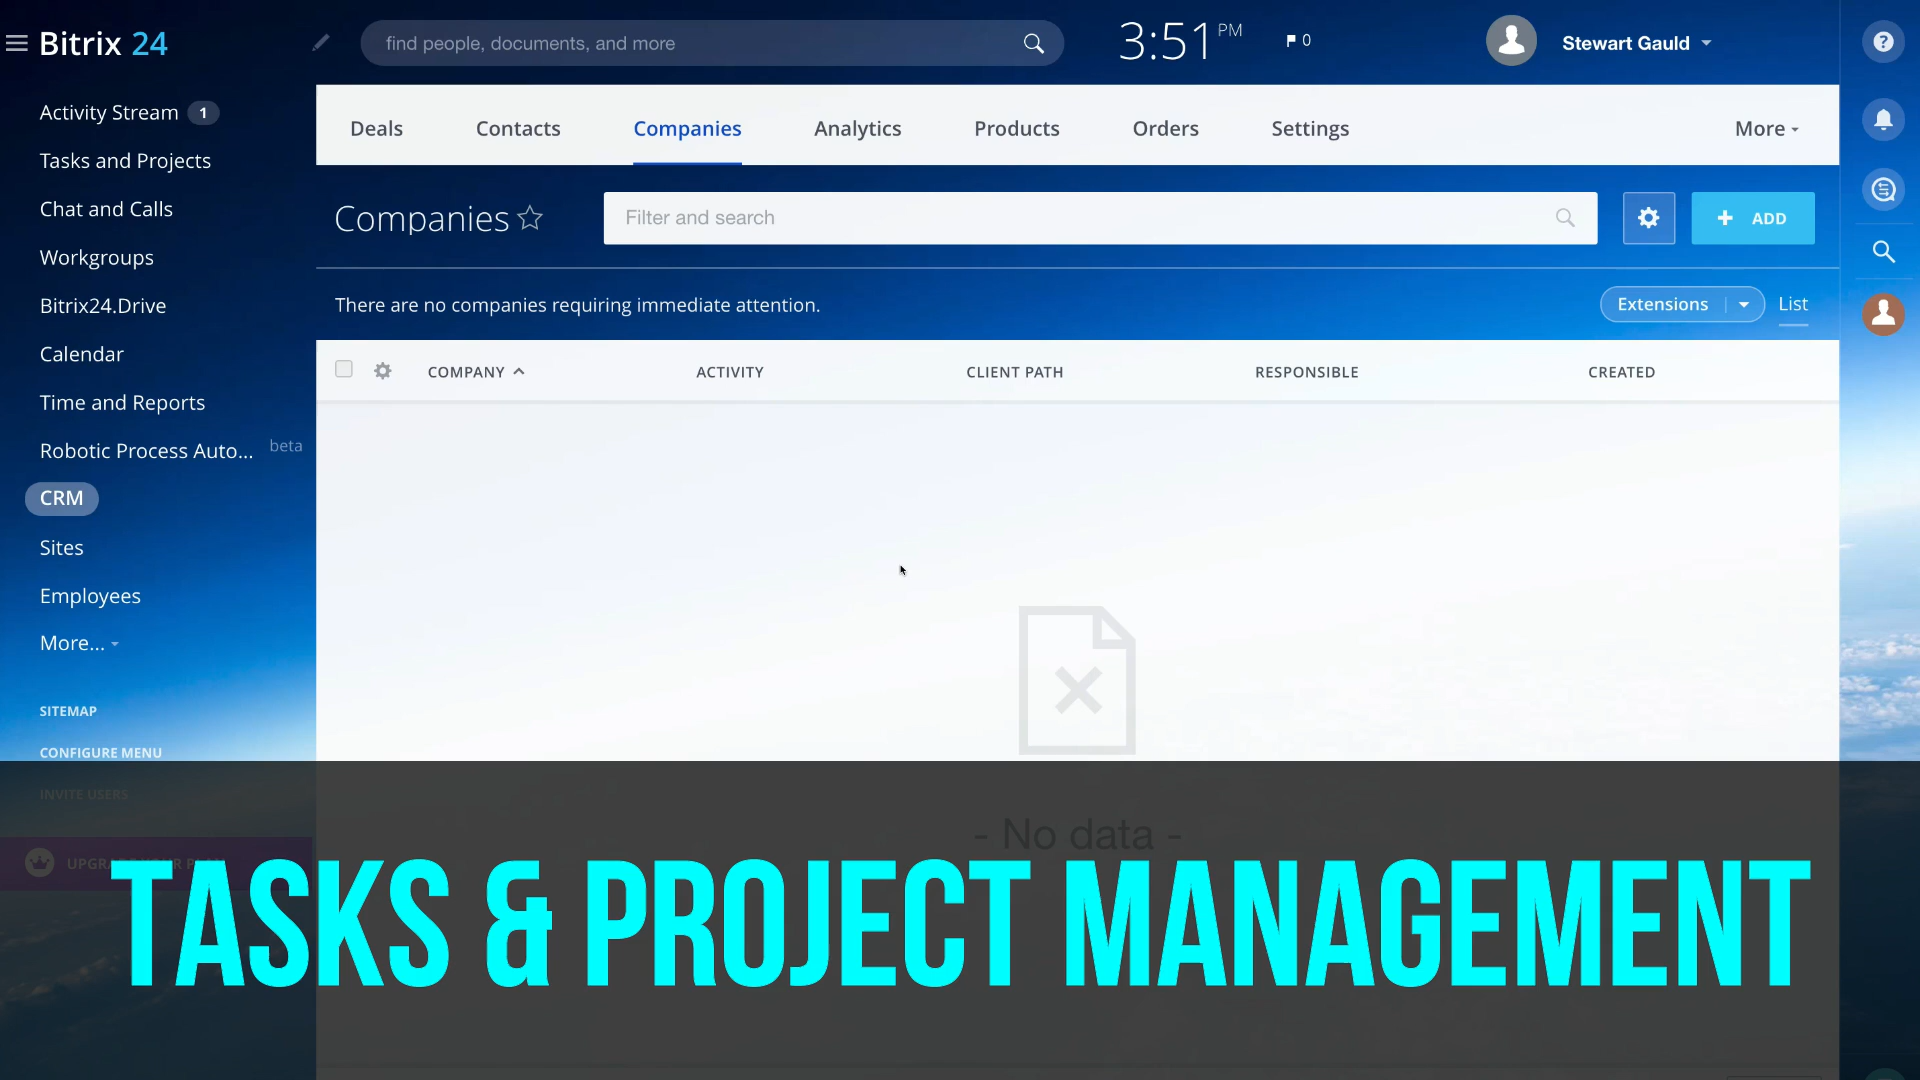 Bitrix 24
find people, documents, and more
3:51 PM
0
Stewart Gauld
Activity Stream 1
Tasks and Projects
Chat and Calls
Workgroups
Bitrix24.Drive
Calendar
Time and Reports
Robotic Process Auto... beta
CRM
Sites
Employees
More...
SITEMAP
CONFIGURE MENU
INVITE USERS
UPGRADE YOUR PLAN
Deals Contacts Companies Analytics Products Orders Settings More
Companies
Filter and search
+ ADD
There are no companies requiring immediate attention.
Extensions List
COMPANY ACTIVITY CLIENT PATH RESPONSIBLE CREATED
- No data -
TASKS & PROJECT MANAGEMENT